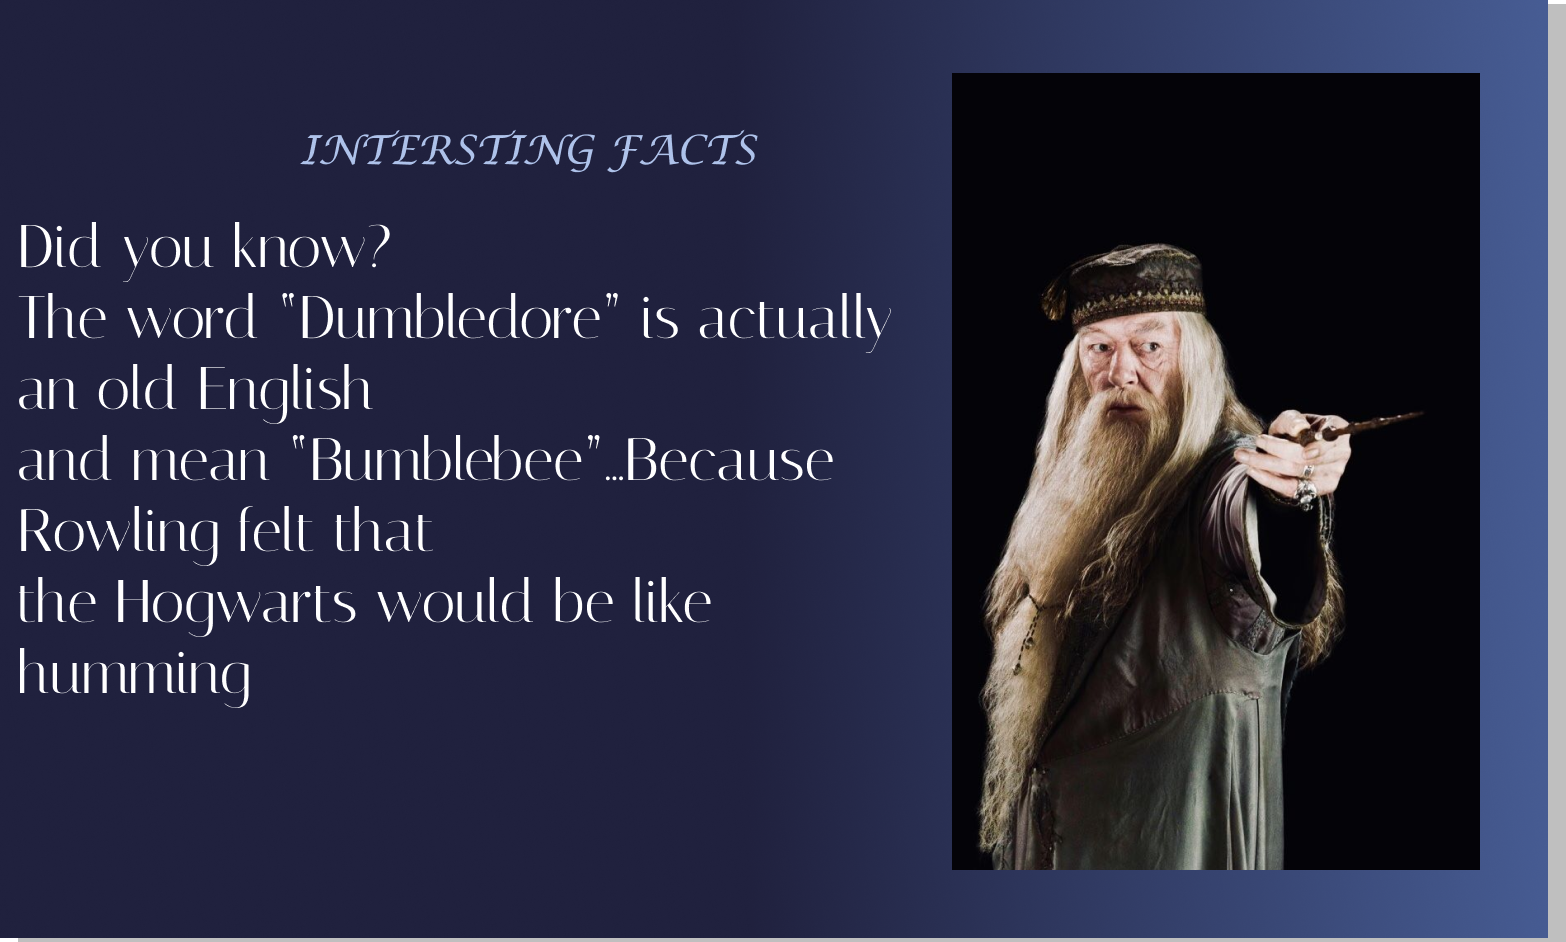 INTERSTING FACTS
Did you know?
The word "Dumbledore" is actually
an old English
and mean "Bumblebee"...Because
Rowling felt that
the Hogwarts would be like
humming